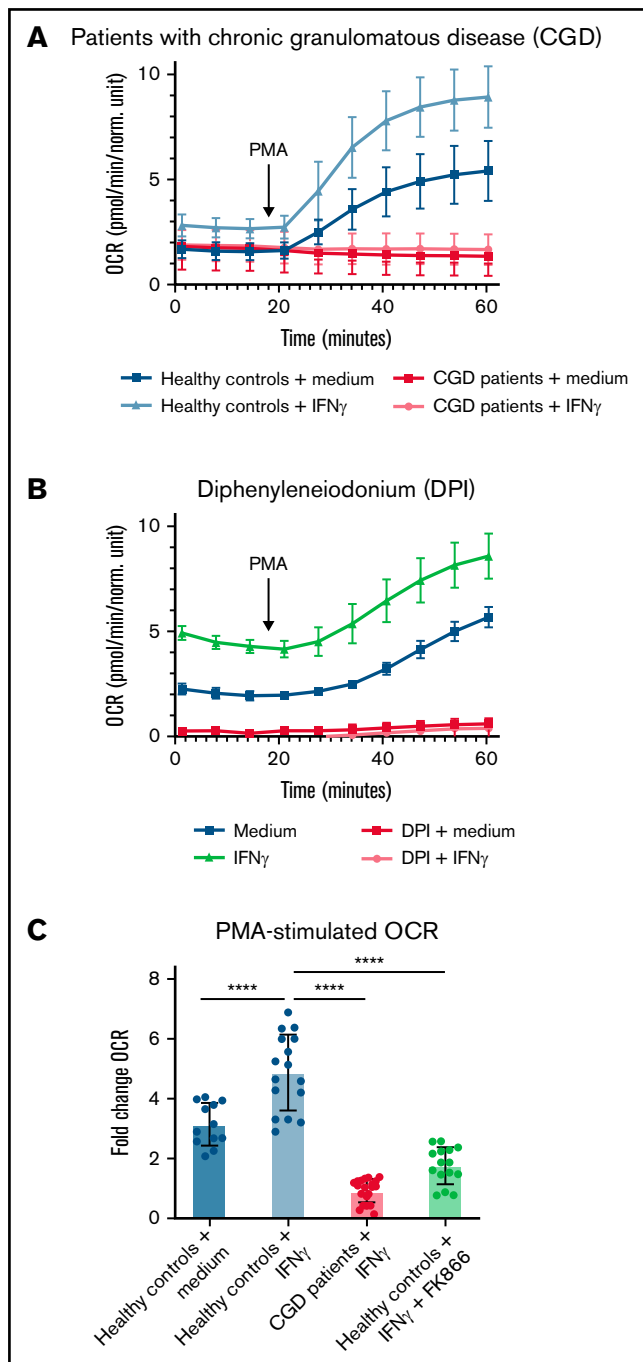 A Patients with chronic granulomatous disease (CGD)
OCR (pmol/min/norm. unit)
10
5
0
PMA
0 20 40 60
Time (minutes)
Healthy controls + medium CGD patients + medium
Healthy controls + IFNγ CGD patients + IFNγ
B Diphenyleneiodonium (DPI)
OCR (pmol/min/norm. unit)
10
5
0
PMA
0 20 40 60
Time (minutes)
Medium DPI + medium
IFNγ DPI + IFNγ
C PMA-stimulated OCR
Fold change OCR
8
6
4
2
0
****
**** ****
Healthy controls +
medium
Healthy controls +
IFNγ
CGD patients +
IFNγ
Healthy controls +
IFNγ + FK866